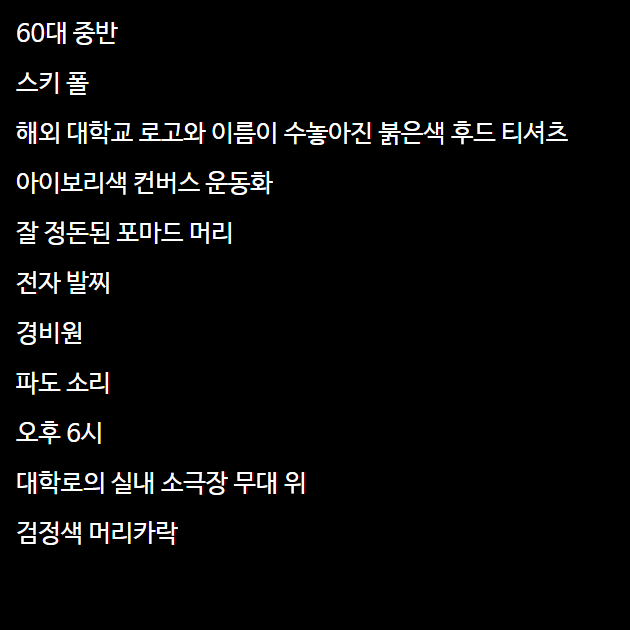 60대 중반
스키 폴
해외 대학교 로고와 이름이 수놓아진 붉은색 후드 티셔츠
아이보리색 컨버스 운동화
잘 정돈된 포마드 머리
전자 발찌
경비원
파도 소리
오후 6시
대학로의 실내 소극장 무대 위
검정색 머리카락